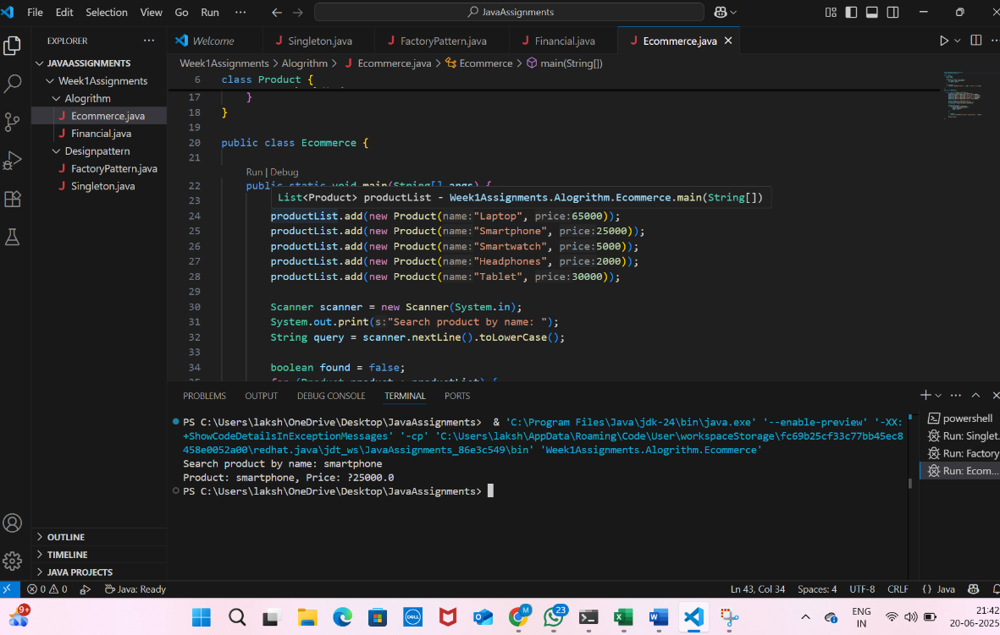 File Edit Selection View Go Run ··· JavaAssignments
EXPLORER ···
Welcome
Singleton.java
FactoryPattern.java
Financial.java
Ecommerce.java
JAVAASSIGNMENTS
Week1Assignments
Alogrithm
Ecommerce.java
Financial.java
Designpattern
FactoryPattern.java
Singleton.java
OUTLINE
TIMELINE
JAVA PROJECTS
Week1Assignments > Alogrithm > Ecommerce.java > Ecommerce > main(String[])
6 class Product {
17 }
18 }
19
20 public class Ecommerce {
21
Run | Debug
22 public static void main(String[] args) {
23 List<Product> productList - Week1Assignments.Alogrithm.Ecommerce.main(String[])
24 productList.add(new Product(name:"Laptop", price:65000));
25 productList.add(new Product(name:"Smartphone", price:25000));
26 productList.add(new Product(name:"Smartwatch", price:5000));
27 productList.add(new Product(name:"Headphones", price:2000));
28 productList.add(new Product(name:"Tablet", price:30000));
29
30 Scanner scanner = new Scanner(System.in);
31 System.out.print(s:"Search product by name: ");
32 String query = scanner.nextLine().toLowerCase();
33
34 boolean found = false;
35 for (Product product : productList) {
PROBLEMS OUTPUT DEBUG CONSOLE TERMINAL PORTS
PS C:\Users\laksh\OneDrive\Desktop\JavaAssignments>  & 'C:\Program Files\Java\jdk-24\bin\java.exe' '--enable-preview' '-XX:
+ShowCodeDetailsInExceptionMessages' '-cp' 'C:\Users\laksh\AppData\Roaming\Code\User\workspaceStorage\fc69b25cf33c77bb45ec8
458e0052a00\redhat.java\jdt_ws\JavaAssignments_86e3c549\bin' 'Week1Assignments.Alogrithm.Ecommerce'
Search product by name: smartphone
Product: smartphone, Price: ?25000.0
PS C:\Users\laksh\OneDrive\Desktop\JavaAssignments>
powershell
Run: Singlet...
Run: Factory
Run: Ecom...
0 0 Java: Ready Ln 43, Col 34 Spaces: 4 UTF-8 CRLF {} Java
9+
DELL
M
23
ENG
IN
21:42
20-06-2025